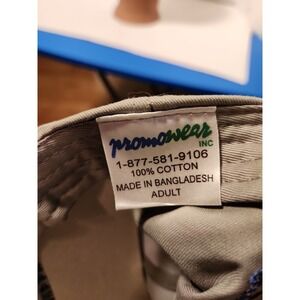 promowear
INC
1-877-581-9106
100% COTTON
MADE IN BANGLADESH
ADULT